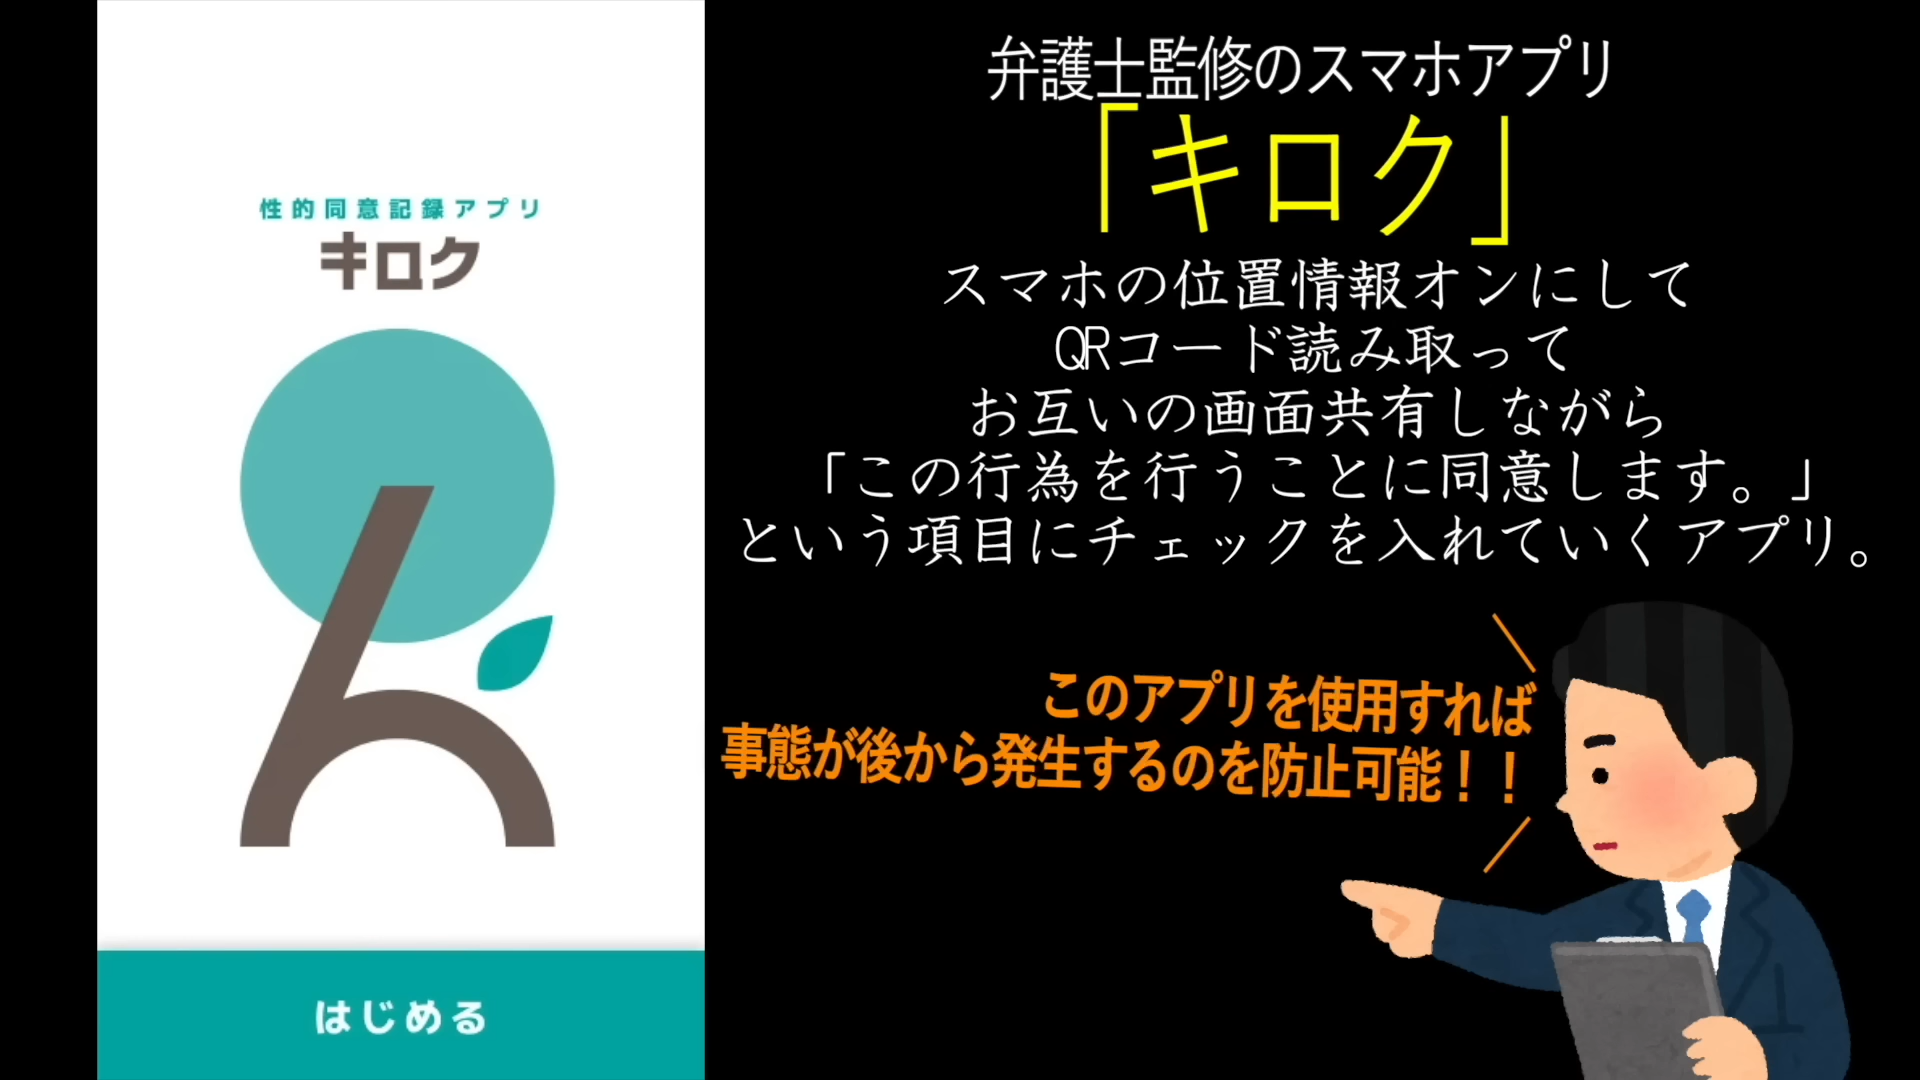 性的同意記録アプリ
キロク
はじめる
弁護士監修のスマホアプリ
「キロク」
スマホの位置情報オンにして
QRコード読み取って
お互いの画面共有しながら
「この行為を行うことに同意します。」
という項目にチェックを入れていくアプリ。
このアプリを使用すれば
事態が後から発生するのを防止可能！！